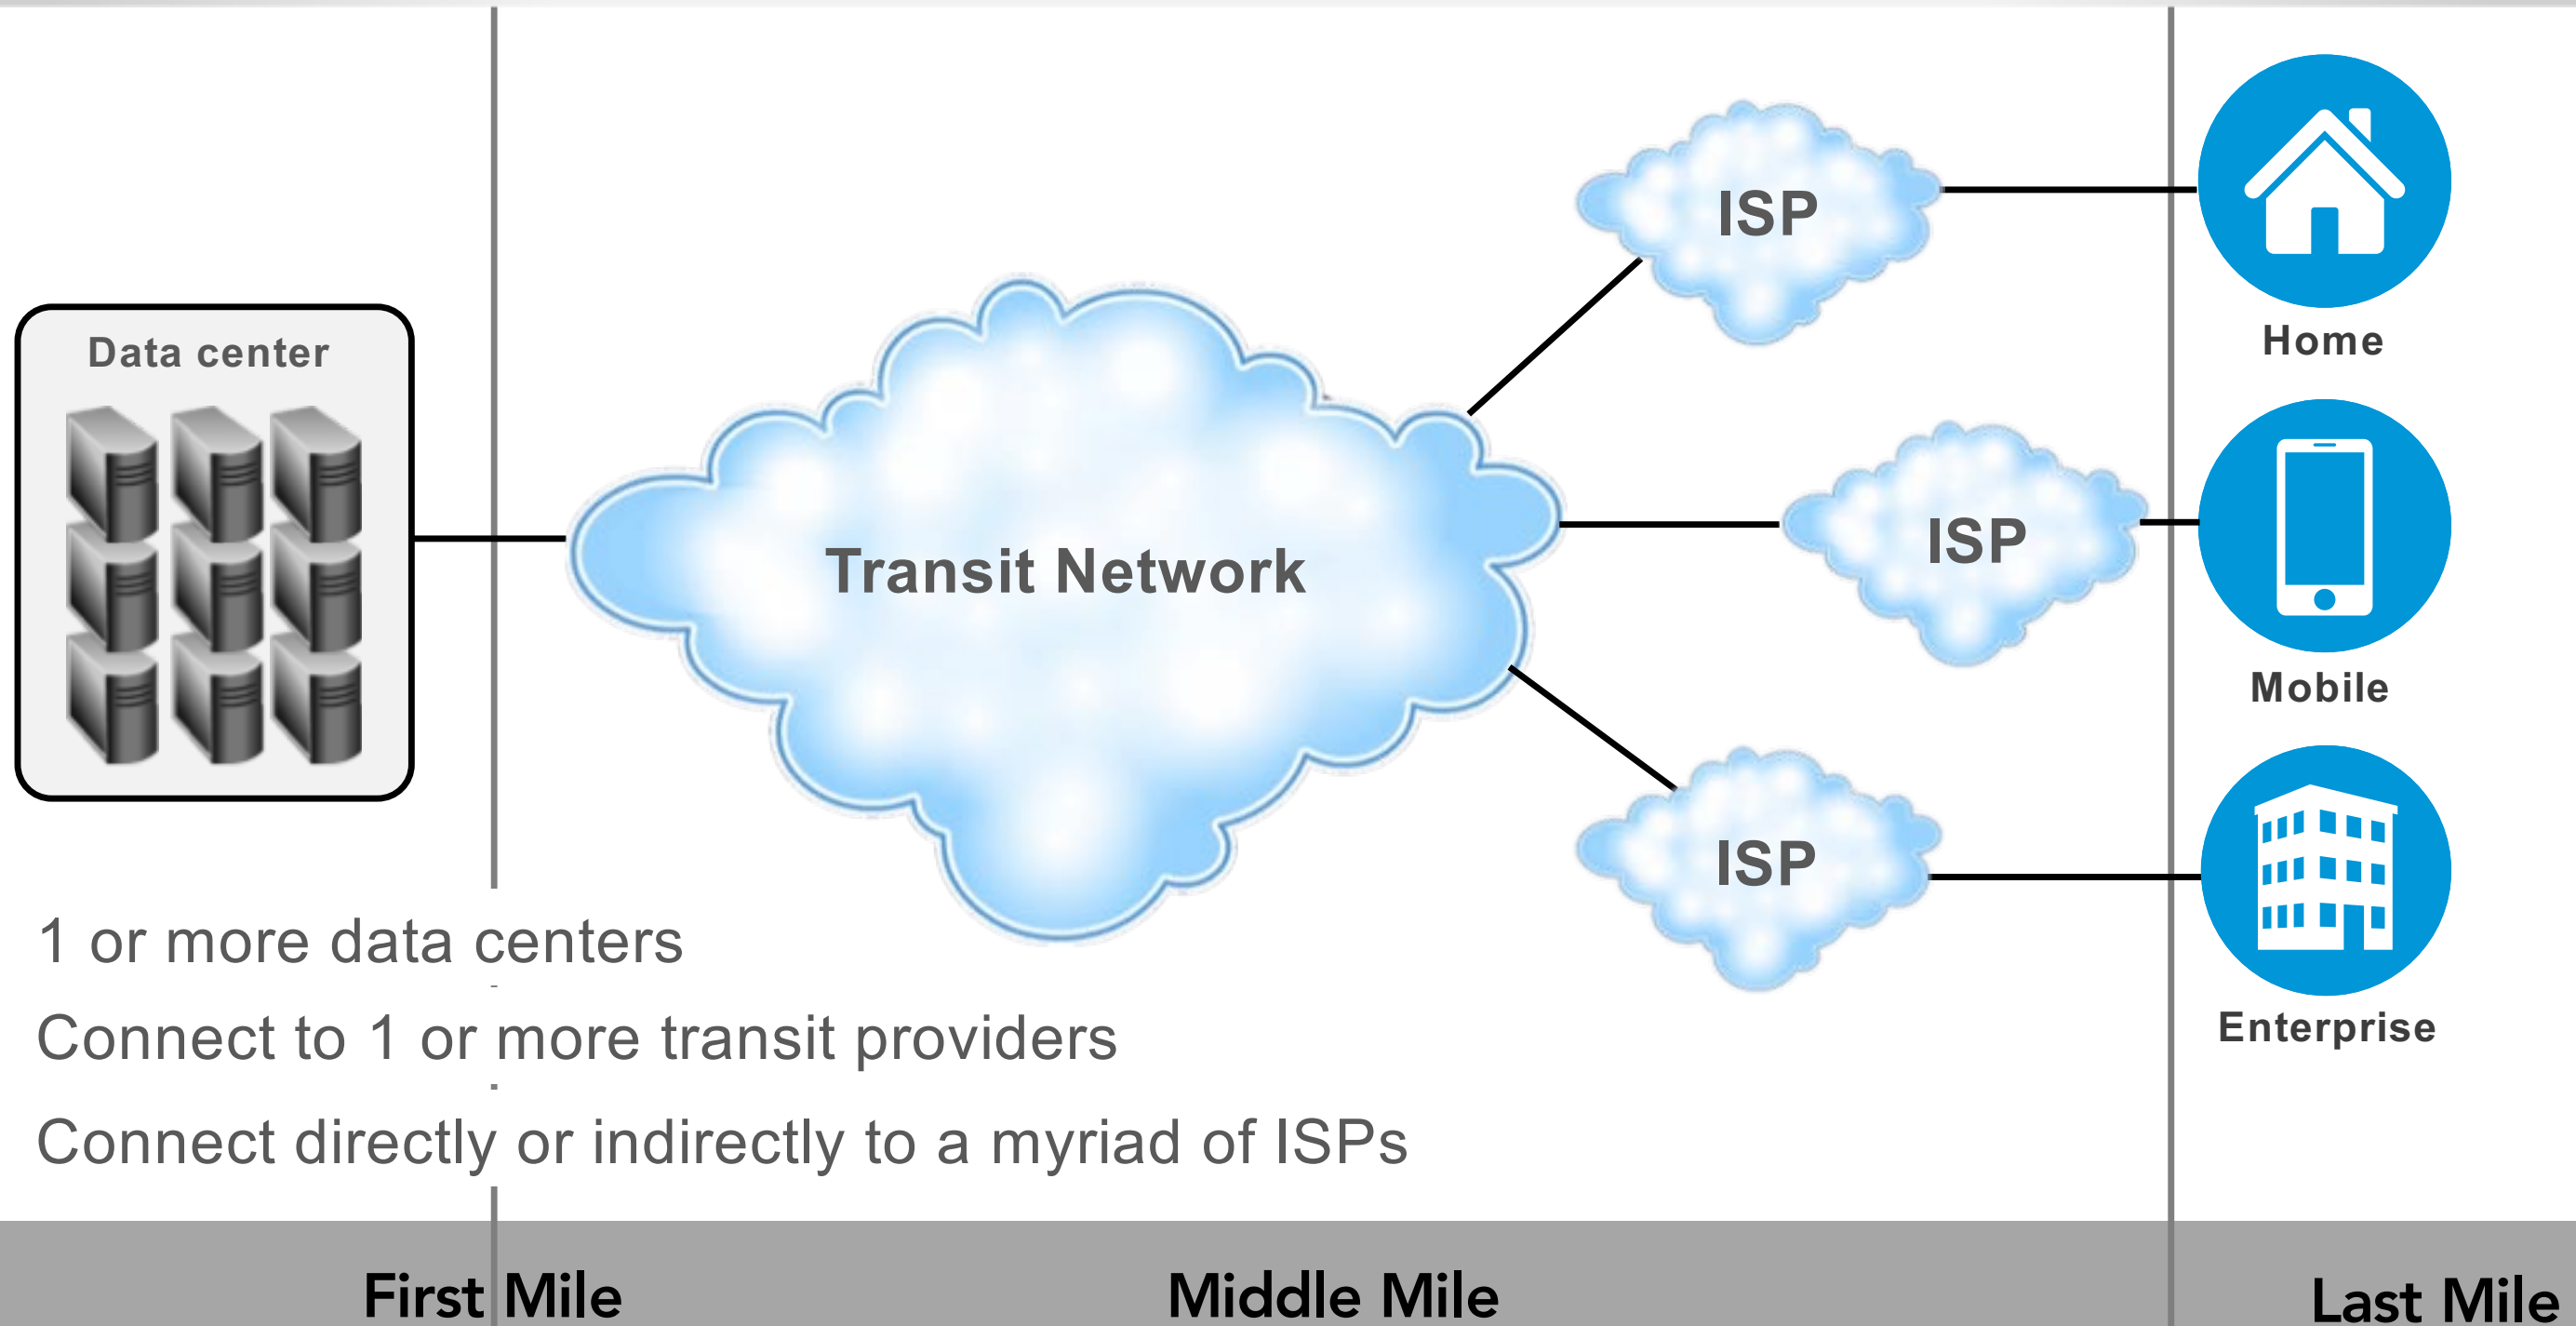 Data center
Transit Network
ISP
Home
ISP
Mobile
ISP
Enterprise
1 or more data centers
Connect to 1 or more transit providers
Connect directly or indirectly to a myriad of ISPs
First Mile
Middle Mile
Last Mile